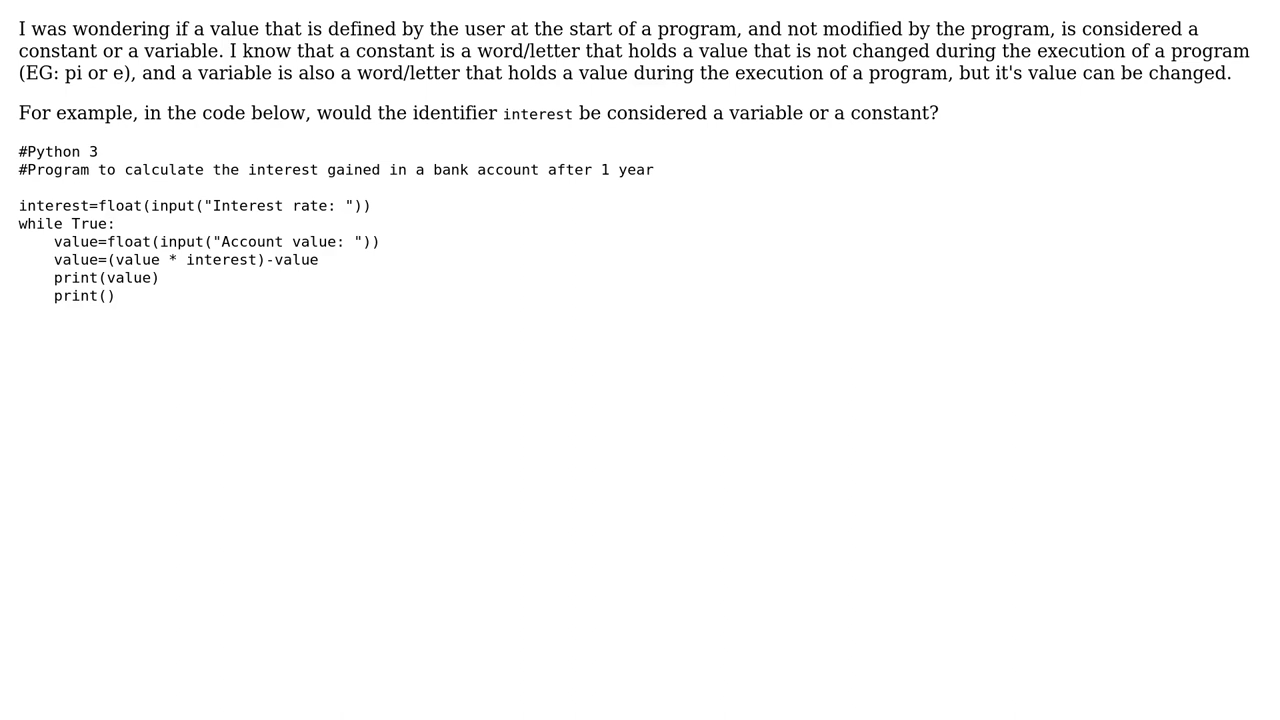 I was wondering if a value that is defined by the user at the start of a program, and not modified by the program, is considered a
constant or a variable. I know that a constant is a word/letter that holds a value that is not changed during the execution of a program
(EG: pi or e), and a variable is also a word/letter that holds a value during the execution of a program, but it's value can be changed.

For example, in the code below, would the identifier interest be considered a variable or a constant?

#Python 3
#Program to calculate the interest gained in a bank account after 1 year

interest=float(input("Interest rate: "))
while True:
    value=float(input("Account value: "))
    value=(value * interest)-value
    print(value)
    print()